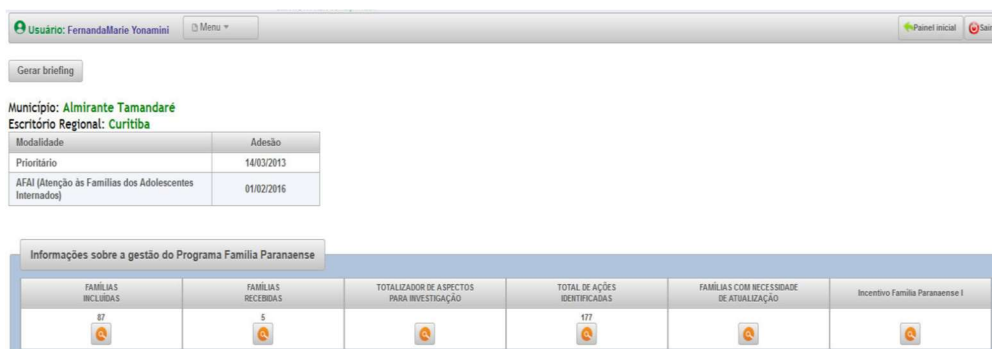 Usuário: FernandaMarie Yonamini Menu Painel inicial Sair
Gerar briefing
Município: Almirante Tamandaré
Escritório Regional: Curitiba
Modalidade Adesão
Prioritário 14/03/2013
AFAI (Atenção às Famílias dos Adolescentes
Internados) 01/02/2016
Informações sobre a gestão do Programa Família Paranaense
FAMÍLIAS
INCLUÍDAS
FAMÍLIAS
RECEBIDAS
TOTALIZADOR DE ASPECTOS
PARA INVESTIGAÇÃO
TOTAL DE AÇÕES
IDENTIFICADAS
FAMÍLIAS COM NECESSIDADE
DE ATUALIZAÇÃO
Incentivo Família Paranaense I
87 5 177